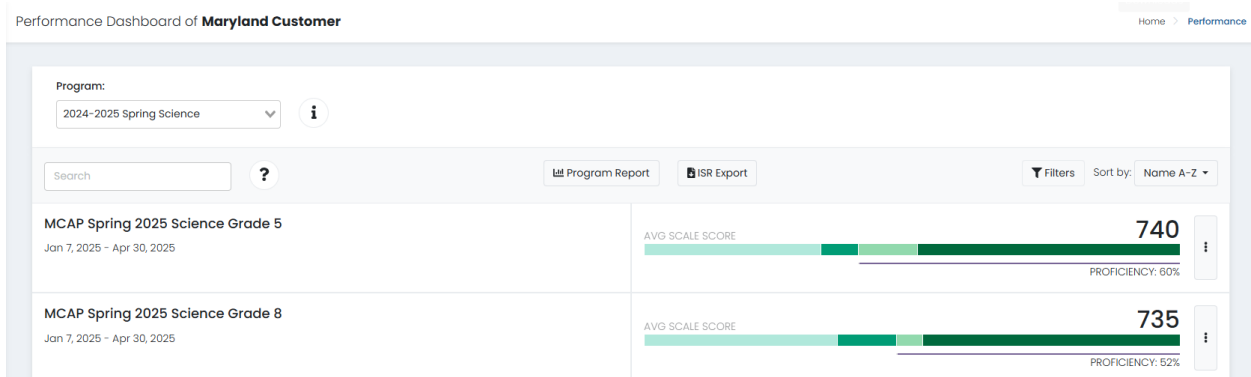 Performance Dashboard of Maryland Customer
Home > Performance
Program:
2024-2025 Spring Science
i
Search
?
Program Report
ISR Export
Filters
Sort by:
Name A-Z
MCAP Spring 2025 Science Grade 5
Jan 7, 2025 - Apr 30, 2025
AVG SCALE SCORE
740
PROFICIENCY: 60%
MCAP Spring 2025 Science Grade 8
Jan 7, 2025 - Apr 30, 2025
AVG SCALE SCORE
735
PROFICIENCY: 52%